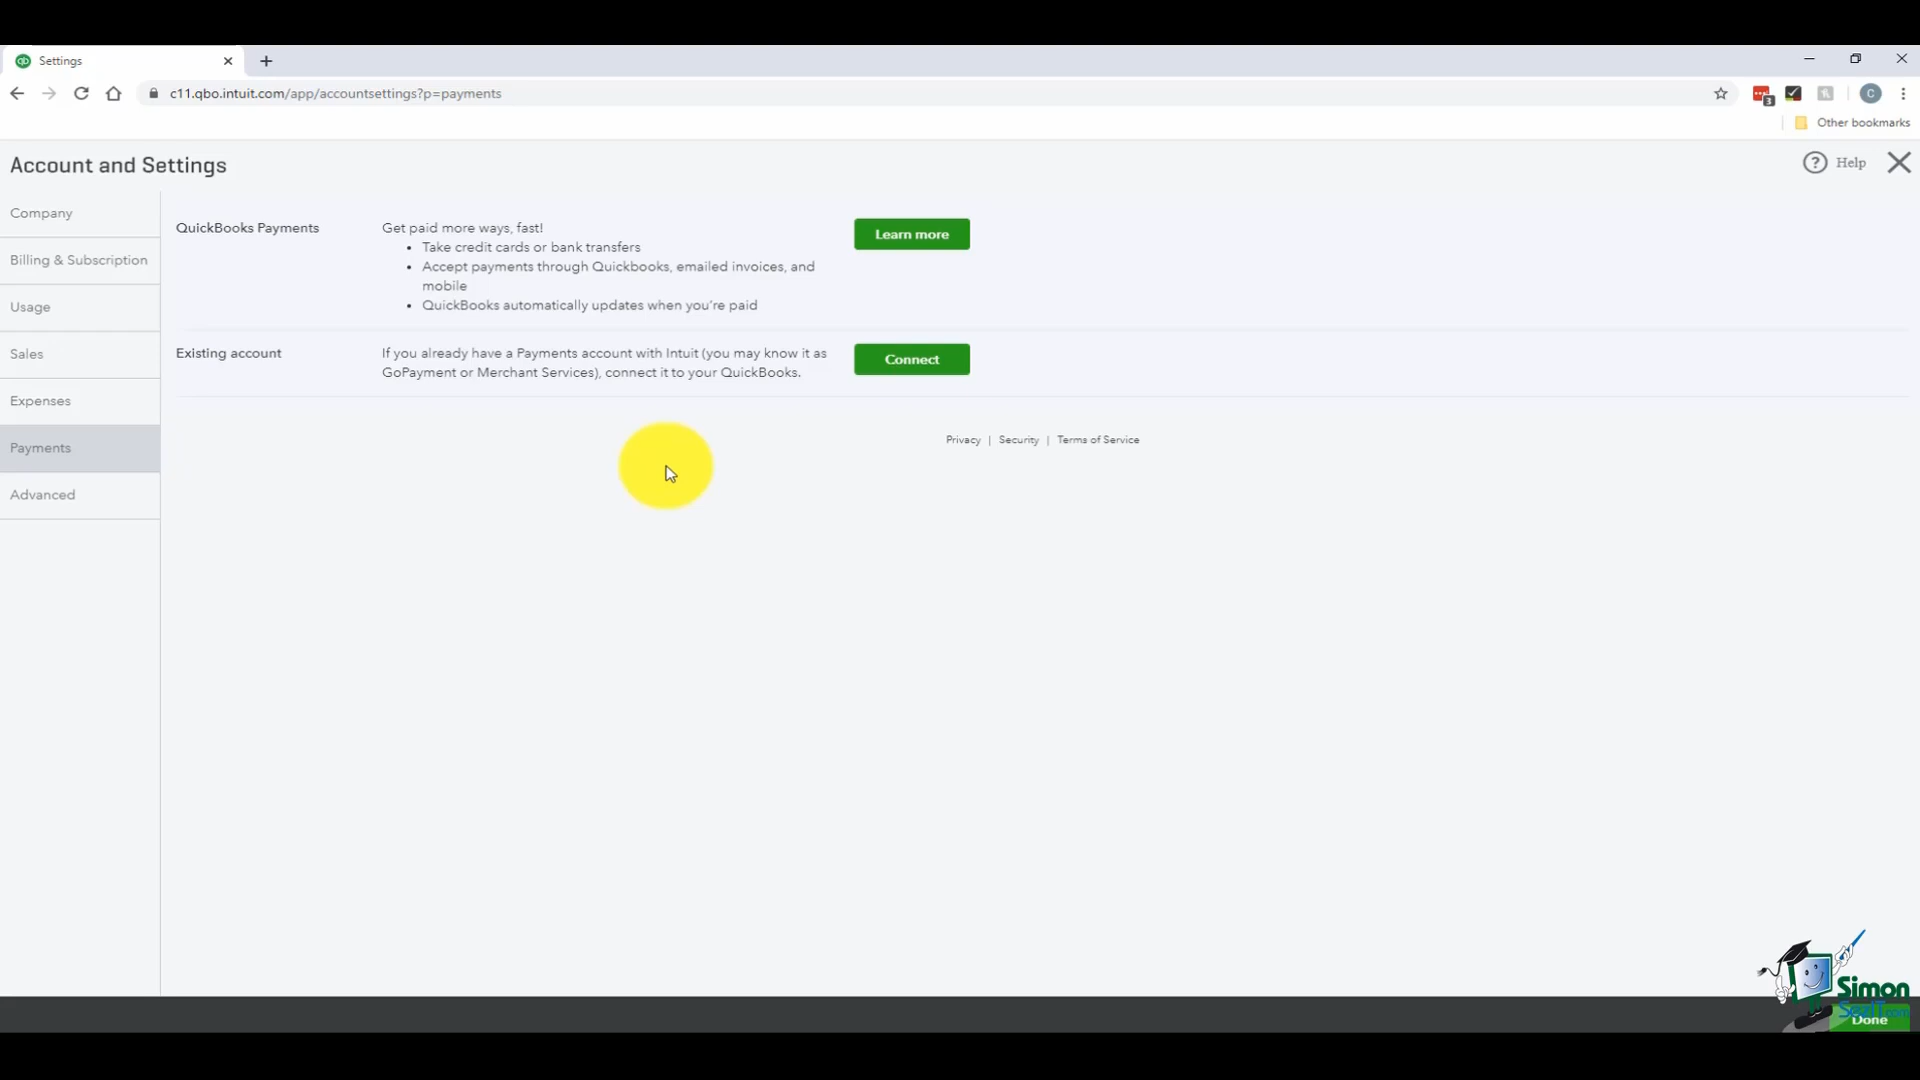 Settings
c11.qbo.intuit.com/app/accountsettings?p=payments
3
C
Other bookmarks
Account and Settings
Help
Company
Billing & Subscription
Usage
Sales
Expenses
Payments
Advanced
QuickBooks Payments
Get paid more ways, fast!
• Take credit cards or bank transfers
• Accept payments through Quickbooks, emailed invoices, and
mobile
• QuickBooks automatically updates when you're paid
Learn more
Existing account
If you already have a Payments account with Intuit (you may know it as
GoPayment or Merchant Services), connect it to your QuickBooks.
Connect
Privacy | Security | Terms of Service
Simon
SezIT.com
Done